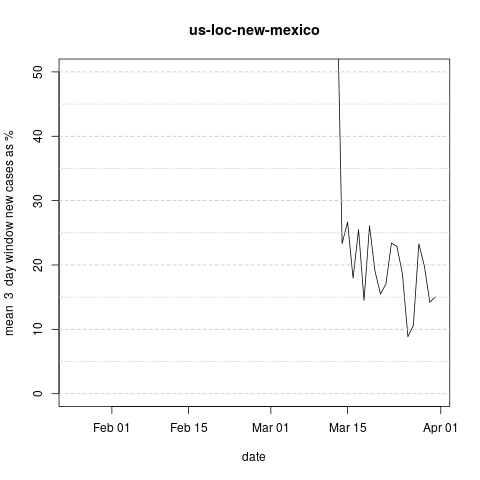 us-loc-new-mexico
mean 3 day window new cases as %
50
40
30
20
10
0
Feb 01 Feb 15 Mar 01 Mar 15 Apr 01
date